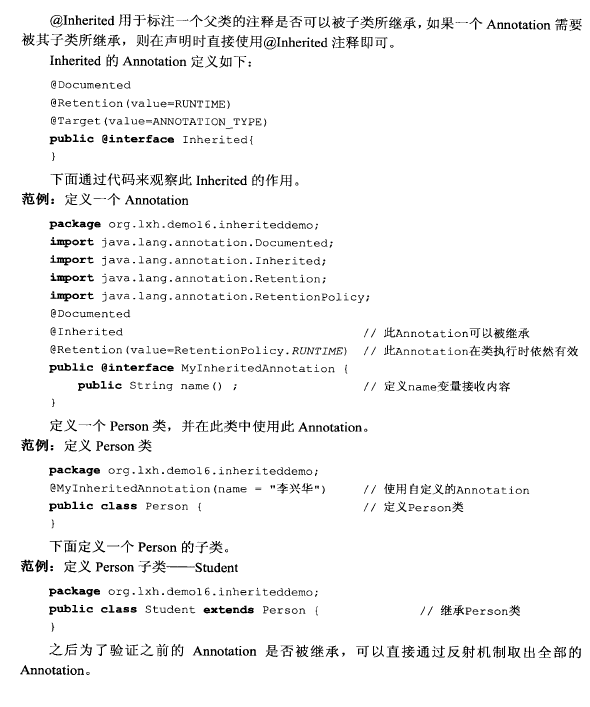 @Inherited 用于标注一个父类的注释是否可以被子类所继承，如果一个 Annotation 需要
被其子类所继承，则在声明时直接使用@Inherited 注释即可。
Inherited 的 Annotation 定义如下：
@Documented
@Retention(value=RUNTIME)
@Target(value=ANNOTATION_TYPE)
public @interface Inherited{
}
下面通过代码来观察此 Inherited 的作用。
范例：定义一个 Annotation
package org.lxh.demo16.inheriteddemo;
import java.lang.annotation.Documented;
import java.lang.annotation.Inherited;
import java.lang.annotation.Retention;
import java.lang.annotation.RetentionPolicy;
@Documented
@Inherited // 此Annotation可以被继承
@Retention(value=RetentionPolicy.RUNTIME) // 此Annotation在类执行时依然有效
public @interface MyInheritedAnnotation {
public String name() ; // 定义name变量接收内容
}
定义一个 Person 类，并在此类中使用此 Annotation。
范例：定义 Person 类
package org.lxh.demo16.inheriteddemo;
@MyInheritedAnnotation(name = "李兴华") // 使用自定义的Annotation
public class Person { // 定义Person类
}
下面定义一个 Person 的子类。
范例：定义 Person 子类——Student
package org.lxh.demo16.inheriteddemo;
public class Student extends Person { // 继承Person类
}
之后为了验证之前的 Annotation 是否被继承，可以直接通过反射机制取出全部的
Annotation。